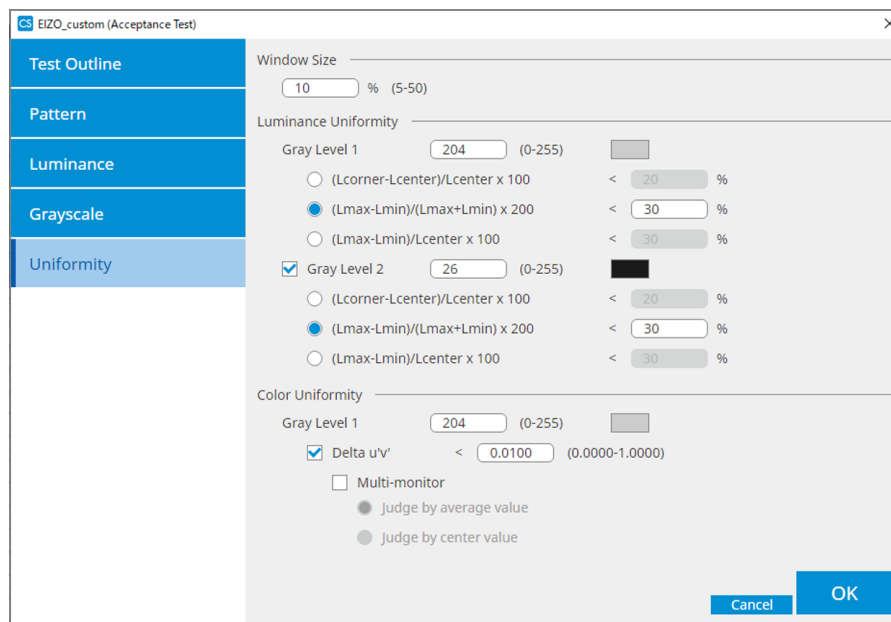 CS EIZO_custom (Acceptance Test)
Test Outline
Pattern
Luminance
Grayscale
Uniformity
Window Size
10 % (5-50)
Luminance Uniformity
Gray Level 1 204 (0-255)
(Lcorner-Lcenter)/Lcenter x 100 < 20 %
(Lmax-Lmin)/(Lmax+Lmin) x 200 < 30 %
(Lmax-Lmin)/Lcenter x 100 < 30 %
Gray Level 2 26 (0-255)
(Lcorner-Lcenter)/Lcenter x 100 < 20 %
(Lmax-Lmin)/(Lmax+Lmin) x 200 < 30 %
(Lmax-Lmin)/Lcenter x 100 < 30 %
Color Uniformity
Gray Level 1 204 (0-255)
Delta u'v' < 0.0100 (0.0000-1.0000)
Multi-monitor
Judge by average value
Judge by center value
Cancel OK